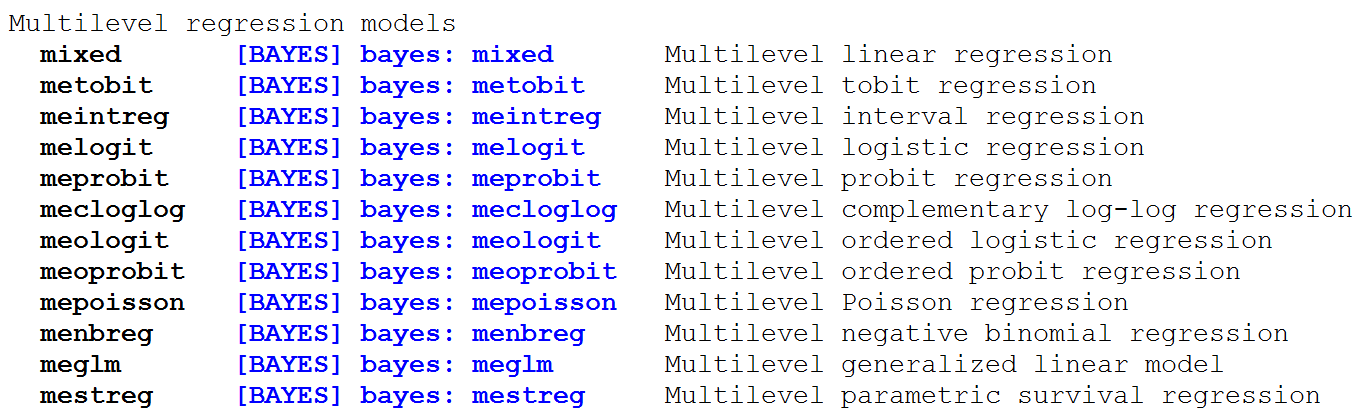 Multilevel regression models
mixed [BAYES] bayes: mixed Multilevel linear regression
metobit [BAYES] bayes: metobit Multilevel tobit regression
meintreg [BAYES] bayes: meintreg Multilevel interval regression
melogit [BAYES] bayes: melogit Multilevel logistic regression
meprobit [BAYES] bayes: meprobit Multilevel probit regression
mecloglog [BAYES] bayes: mecloglog Multilevel complementary log-log regression
meologit [BAYES] bayes: meologit Multilevel ordered logistic regression
meoprobit [BAYES] bayes: meoprobit Multilevel ordered probit regression
mepoisson [BAYES] bayes: mepoisson Multilevel Poisson regression
menbreg [BAYES] bayes: menbreg Multilevel negative binomial regression
meglm [BAYES] bayes: meglm Multilevel generalized linear model
mestreg [BAYES] bayes: mestreg Multilevel parametric survival regression